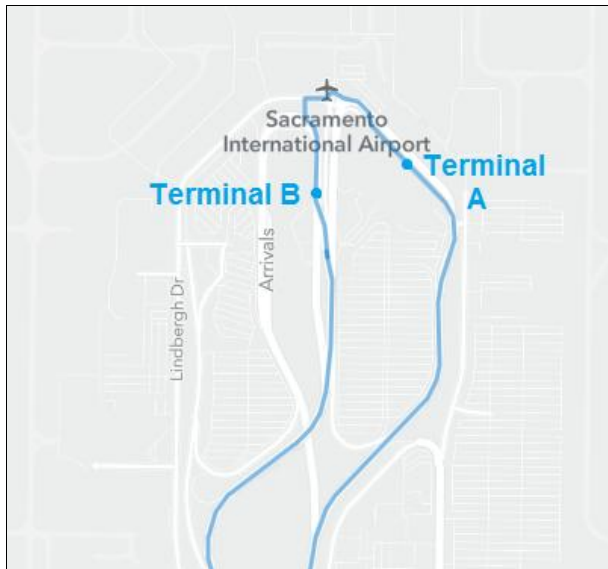 Sacramento
International Airport
Terminal
A
Terminal B
Arrivals
Lindbergh Dr